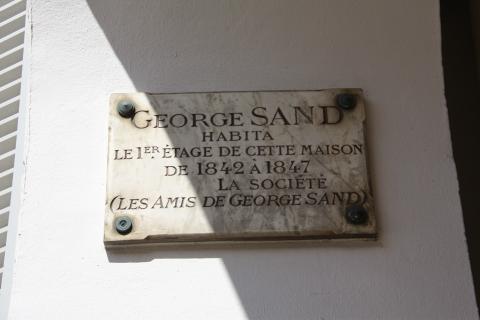 GEORGE SAND
HABITA
LE 1ER. ÉTAGE DE CETTE MAISON
DE 1842 À 1847
LA SOCIÉTÉ
(LES AMIS DE GEORGE SAND)